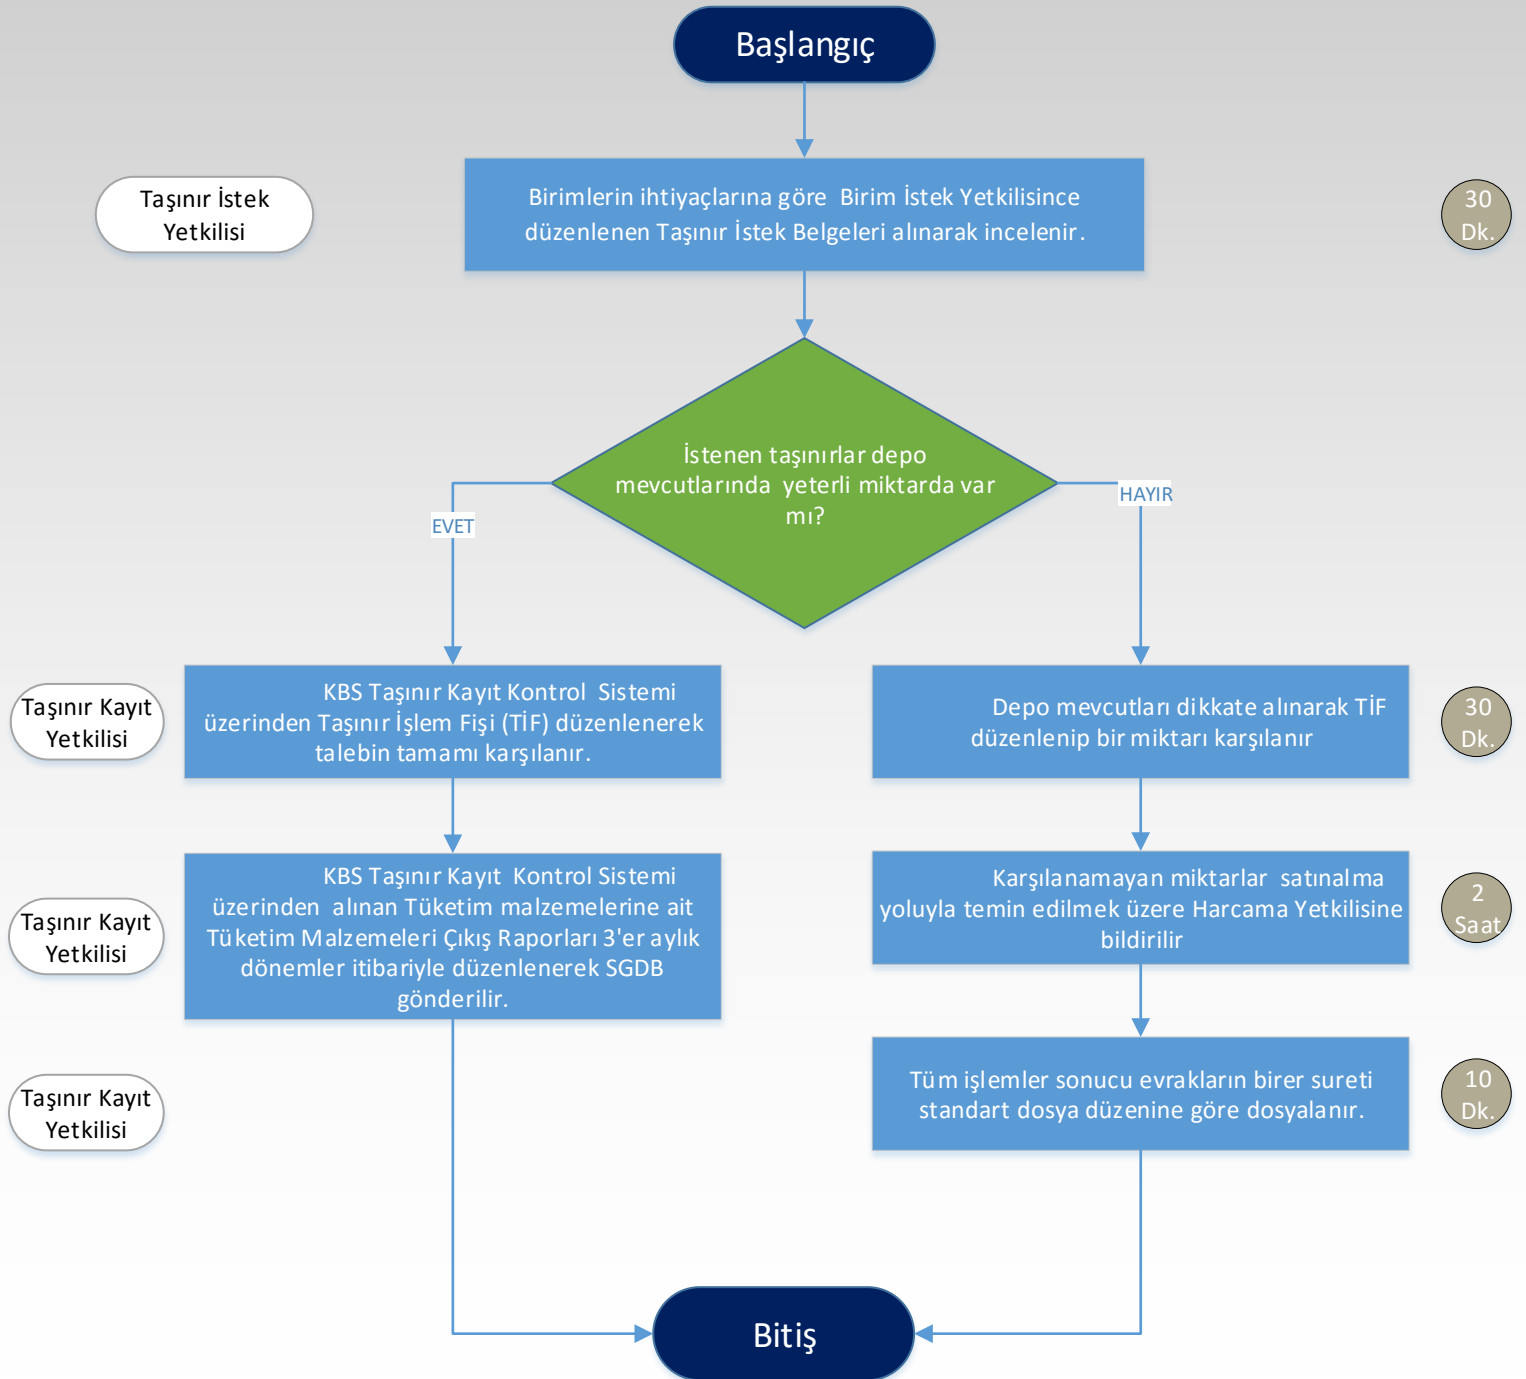 Başlangıç
Taşınır İstek
Yetkilisi
Birimlerin ihtiyaçlarına göre  Birim İstek Yetkilisince
düzenlenen Taşınır İstek Belgeleri alınarak incelenir.
30
Dk.
İstenen taşınırlar depo
mevcutlarında  yeterli miktarda var
mı?
EVET
HAYIR
Taşınır Kayıt
Yetkilisi
KBS Taşınır Kayıt Kontrol  Sistemi
üzerinden Taşınır İşlem Fişi (TİF) düzenlenerek
talebin tamamı karşılanır.
Depo mevcutları dikkate alınarak TİF
düzenlenip bir miktarı karşılanır
30
Dk.
Taşınır Kayıt
Yetkilisi
KBS Taşınır Kayıt  Kontrol Sistemi
üzerinden  alınan Tüketim malzemelerine ait
Tüketim Malzemeleri Çıkış Raporları 3'er aylık
dönemler itibariyle düzenlenerek SGDB
gönderilir.
Karşılanamayan miktarlar  satınalma
yoluyla temin edilmek üzere Harcama Yetkilisine
bildirilir
2
Saat
Taşınır Kayıt
Yetkilisi
Tüm işlemler sonucu evrakların birer sureti
standart dosya düzenine göre dosyalanır.
10
Dk.
Bitiş